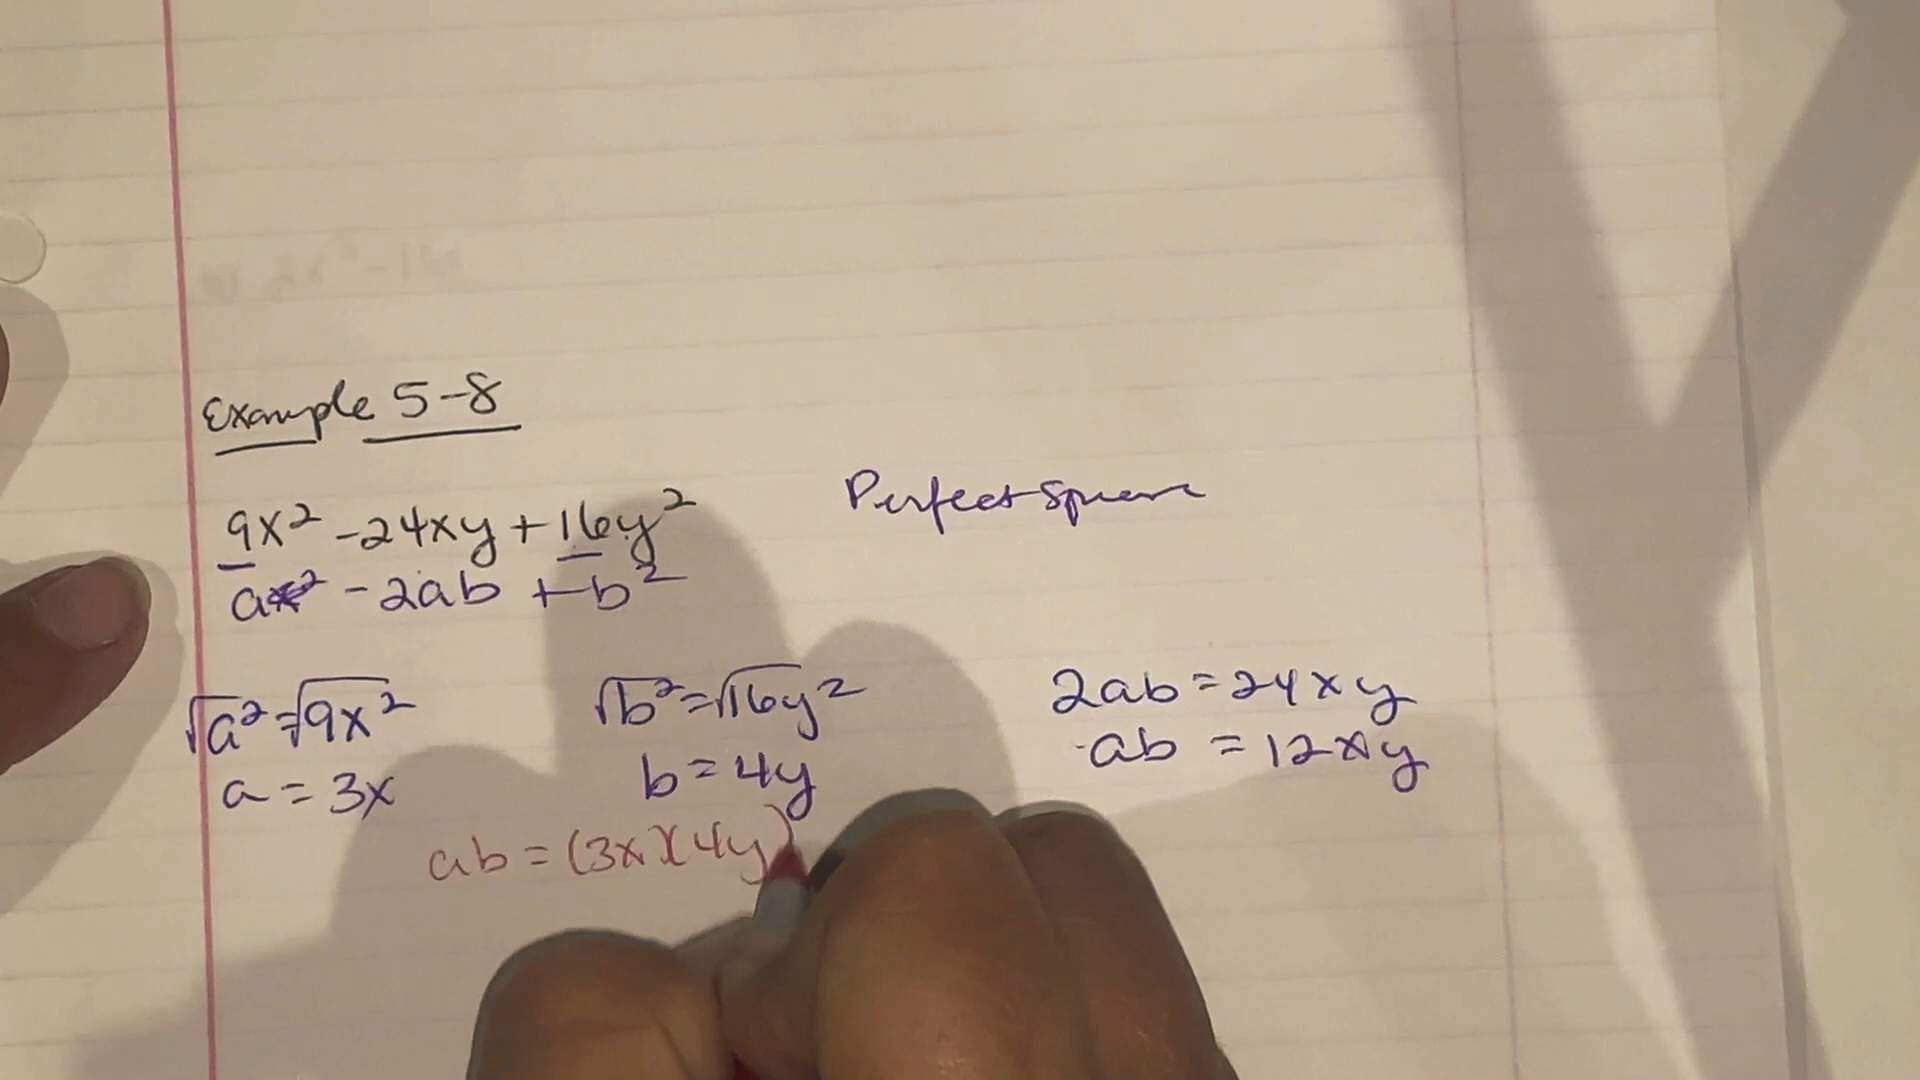 Example 5-8
9x² -24xy +16y²
Perfect Square
a² -2ab +b²
√a² =√9x²
√b² =√16y²
2ab =24xy
a = 3x
b = 4y
ab = 12xy
ab = (3x)(4y)